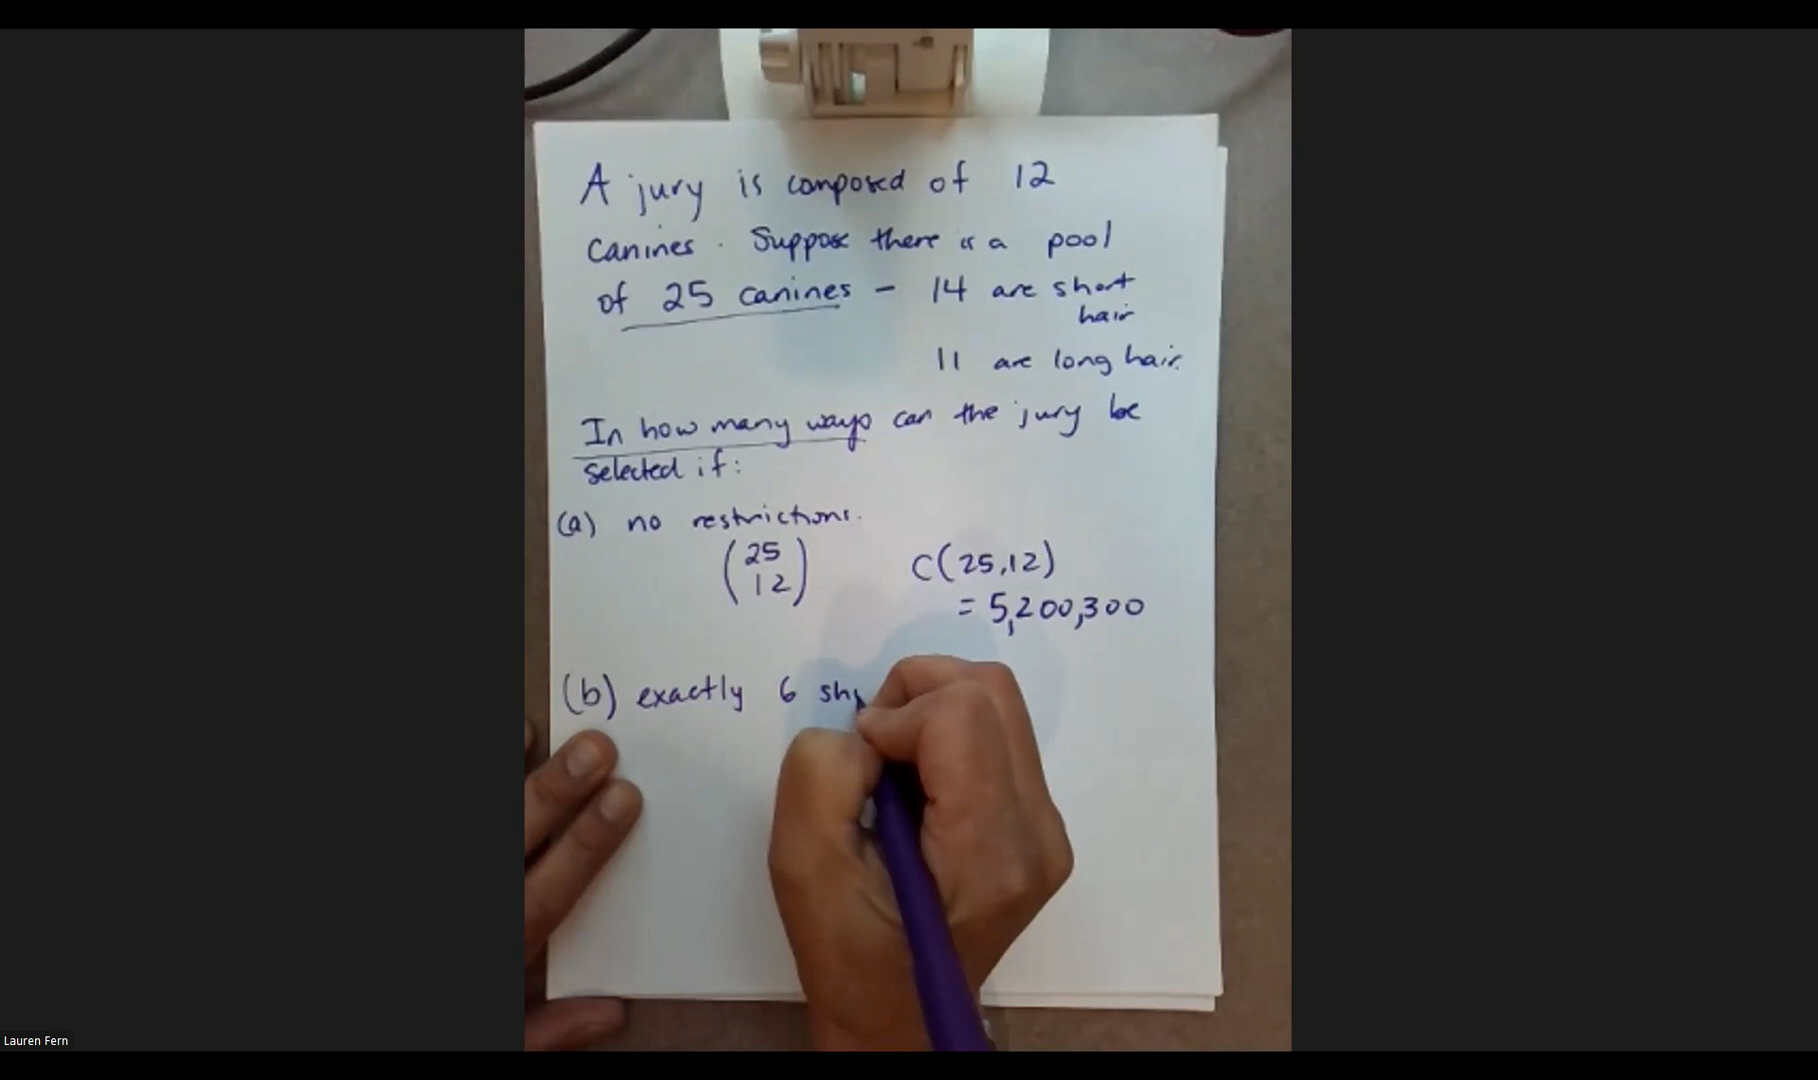 A jury is composed of 12
canines. Suppose there is a pool
of 25 canines - 14 are short
hair
11 are long hair.
In how many ways can the jury be
selected if:
(a) no restrictions.
(25
12)
C(25,12)
= 5,200,300
(b) exactly 6 sh
Lauren Fern